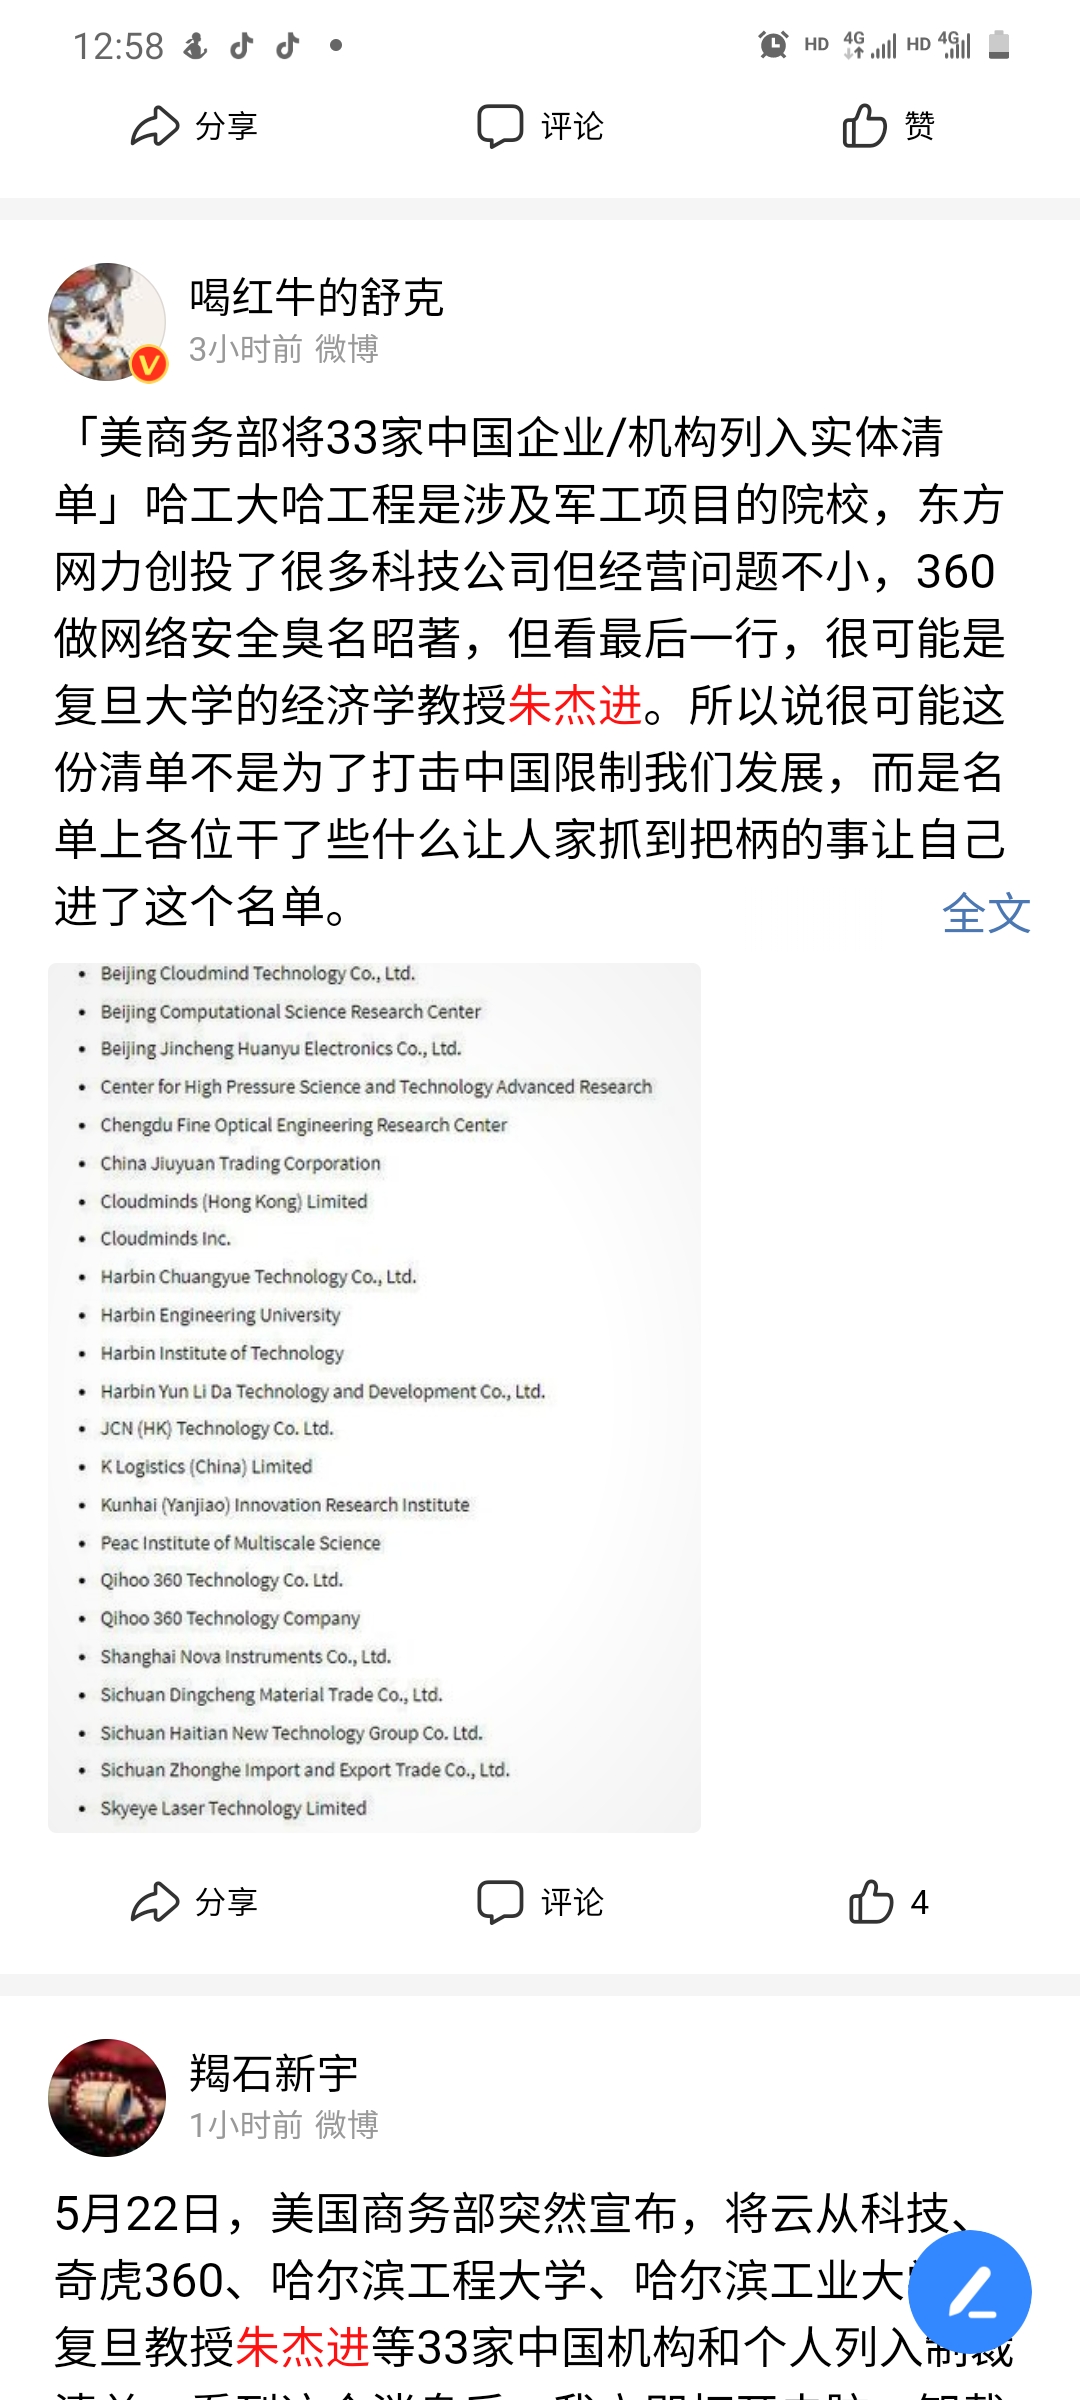 12:58 HD 4G HD 4G
分享 评论 赞
喝红牛的舒克
3小时前 微博
「美商务部将33家中国企业/机构列入实体清
单」哈工大哈工程是涉及军工项目的院校，东方
网力创投了很多科技公司但经营问题不小，360
做网络安全臭名昭著，但看最后一行，很可能是
复旦大学的经济学教授朱杰进。所以说很可能这
份清单不是为了打击中国限制我们发展，而是名
单上各位干了些什么让人家抓到把柄的事让自己
进了这个名单。 全文
• Beijing Cloudmind Technology Co., Ltd.
• Beijing Computational Science Research Center
• Beijing Jincheng Huanyu Electronics Co., Ltd.
• Center for High Pressure Science and Technology Advanced Research
• Chengdu Fine Optical Engineering Research Center
• China Jiuyuan Trading Corporation
• Cloudminds (Hong Kong) Limited
• Cloudminds Inc.
• Harbin Chuangyue Technology Co., Ltd.
• Harbin Engineering University
• Harbin Institute of Technology
• Harbin Yun Li Da Technology and Development Co., Ltd.
• JCN (HK) Technology Co. Ltd.
• K Logistics (China) Limited
• Kunhai (Yanjiao) Innovation Research Institute
• Peac Institute of Multiscale Science
• Qihoo 360 Technology Co. Ltd.
• Qihoo 360 Technology Company
• Shanghai Nova Instruments Co., Ltd.
• Sichuan Dingcheng Material Trade Co., Ltd.
• Sichuan Haitian New Technology Group Co. Ltd.
• Sichuan Zhonghe Import and Export Trade Co., Ltd.
• Skyeye Laser Technology Limited
分享 评论 4
羯石新宇
1小时前 微博
5月22日，美国商务部突然宣布，将云从科技、
奇虎360、哈尔滨工程大学、哈尔滨工业大
复旦教授朱杰进等33家中国机构和个人列入制裁